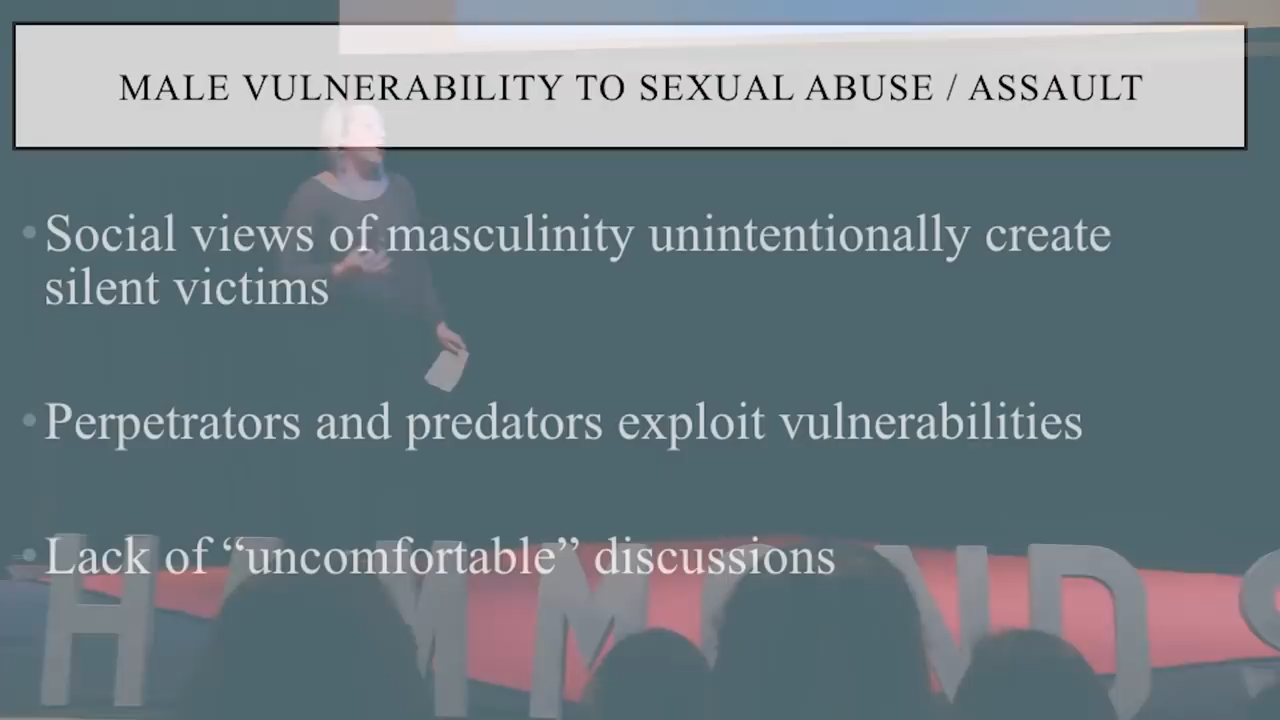 MALE VULNERABILITY TO SEXUAL ABUSE / ASSAULT
• Social views of masculinity unintentionally create
silent victims
• Perpetrators and predators exploit vulnerabilities
• Lack of “uncomfortable” discussions